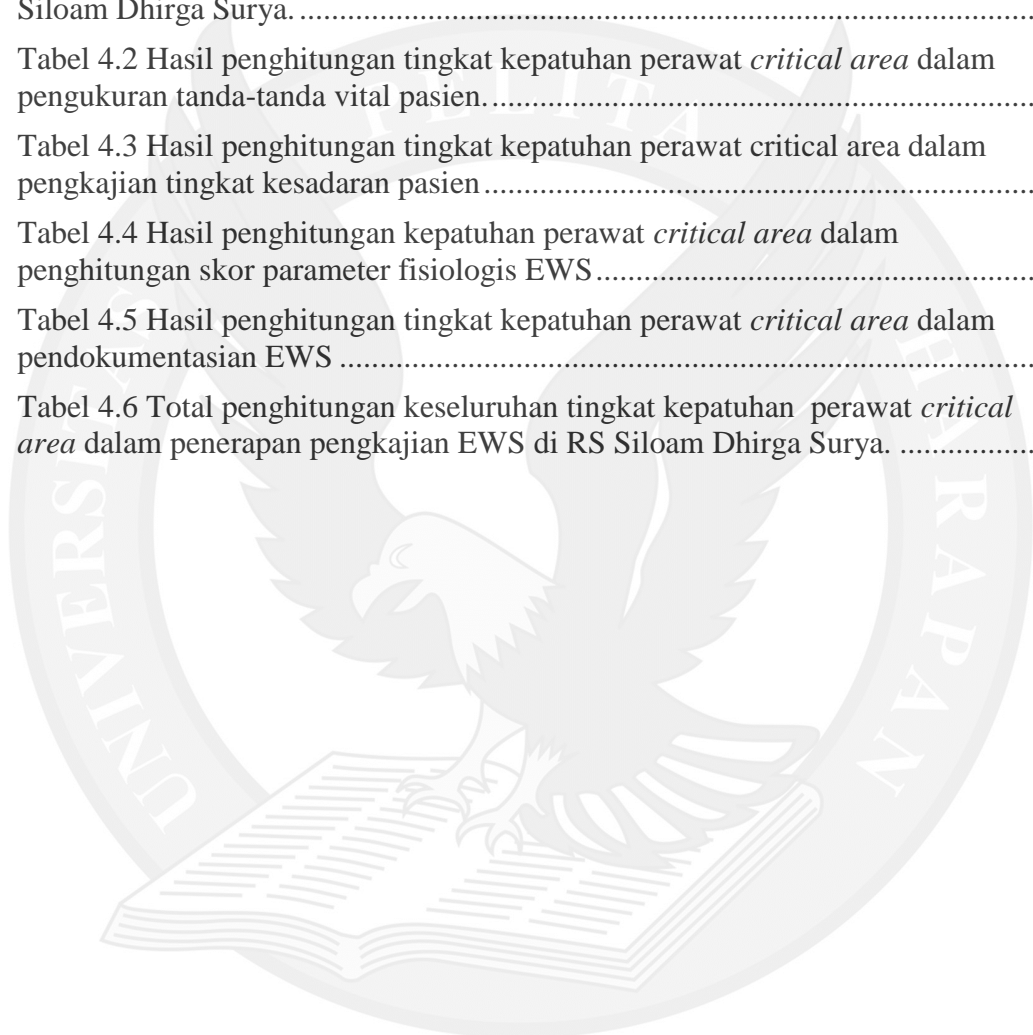 Siloam Dhirga Surya. ..........................................................................................
Tabel 4.2 Hasil penghitungan tingkat kepatuhan perawat critical area dalam
pengukuran tanda-tanda vital pasien. ..................................................................
Tabel 4.3 Hasil penghitungan tingkat kepatuhan perawat critical area dalam
pengkajian tingkat kesadaran pasien ...................................................................
Tabel 4.4 Hasil penghitungan kepatuhan perawat critical area dalam
penghitungan skor parameter fisiologis EWS .....................................................
Tabel 4.5 Hasil penghitungan tingkat kepatuhan perawat critical area dalam
pendokumentasian EWS .....................................................................................
Tabel 4.6 Total penghitungan keseluruhan tingkat kepatuhan perawat critical
area dalam penerapan pengkajian EWS di RS Siloam Dhirga Surya. ................
UNIVERSITAS PELITA HARAPAN